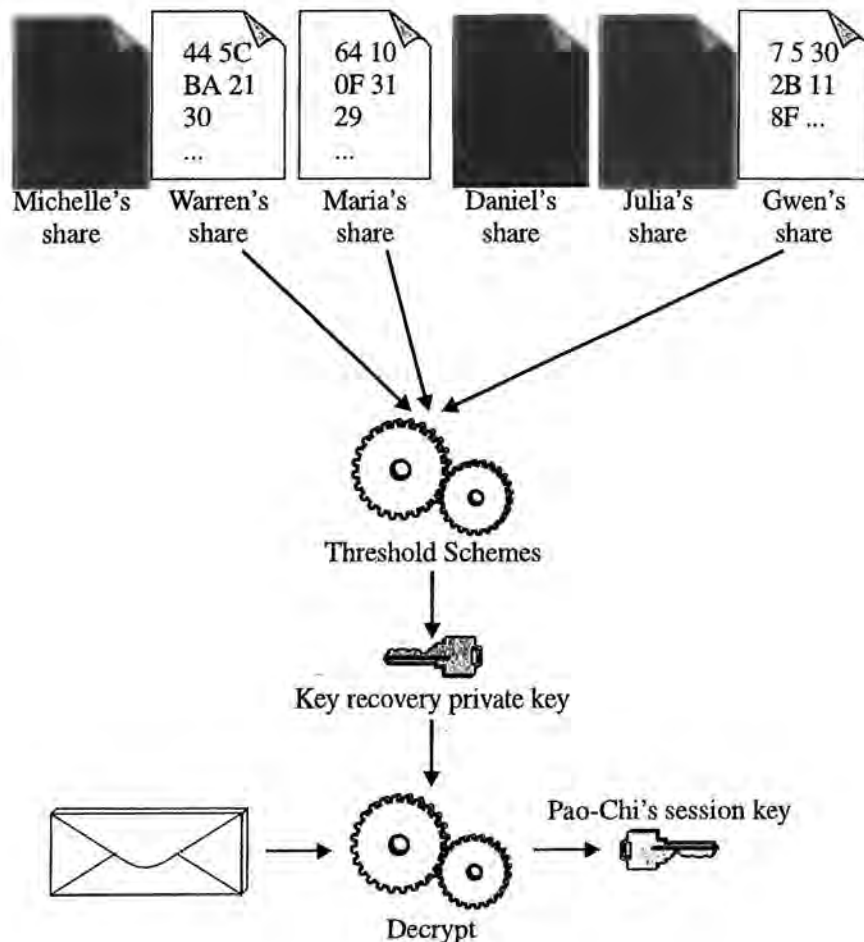 44 5C
BA 21
30
...
64 10
0F 31
29
...
7 5 30
2B 11
8F ...
Michelle's
share
Warren's
share
Maria's
share
Daniel's
share
Julia's
share
Gwen's
share
Threshold Schemes
Key recovery private key
Pao-Chi's session key
Decrypt